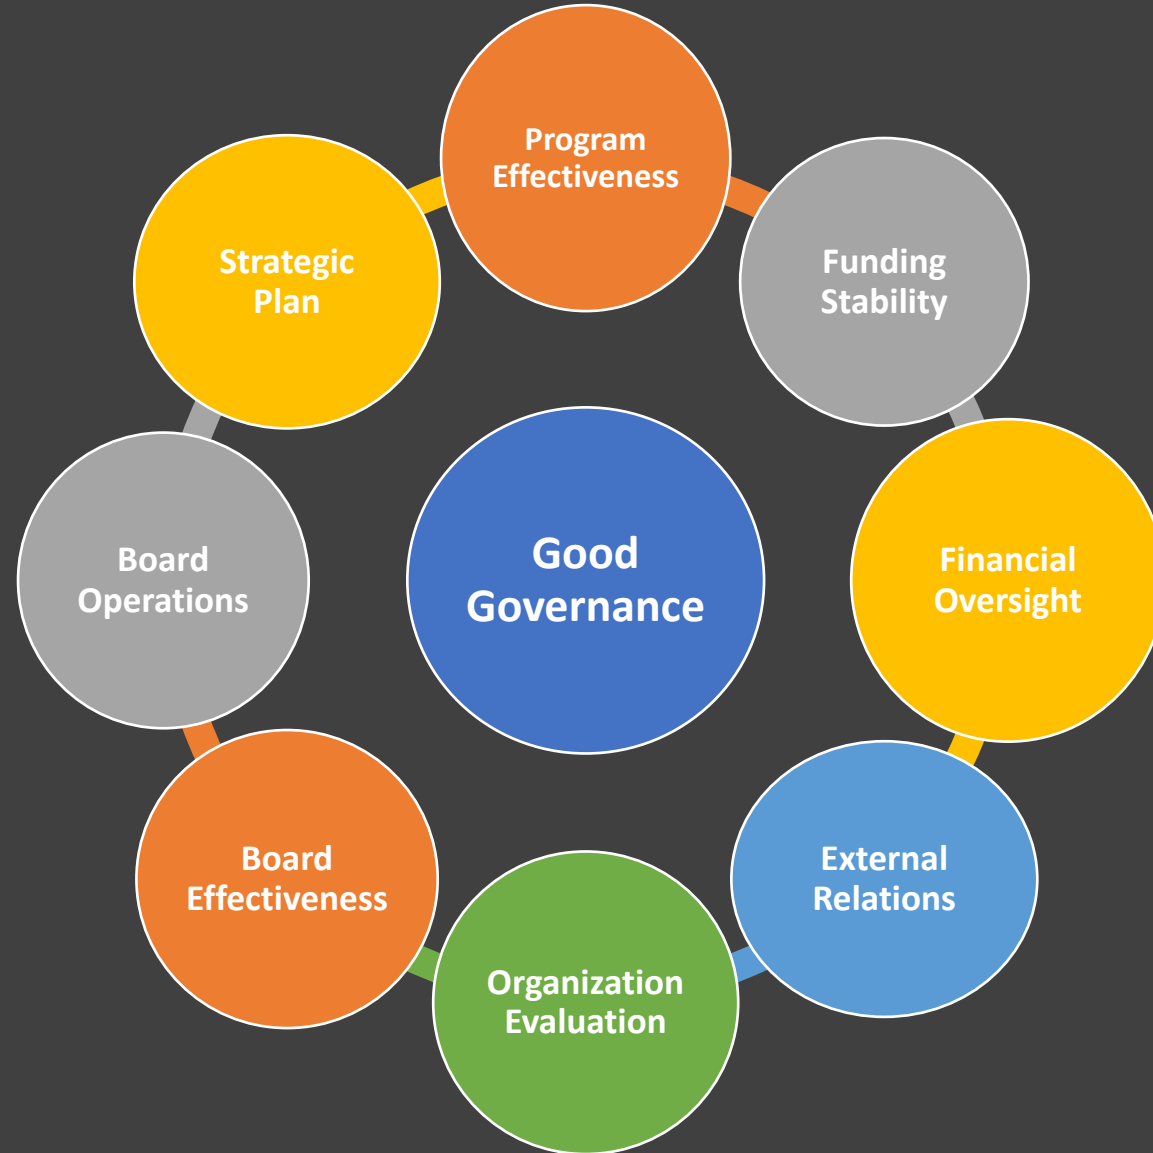 Program
Effectiveness
Strategic
Plan
Funding
Stability
Good
Governance
Board
Operations
Financial
Oversight
Board
Effectiveness
External
Relations
Organization
Evaluation